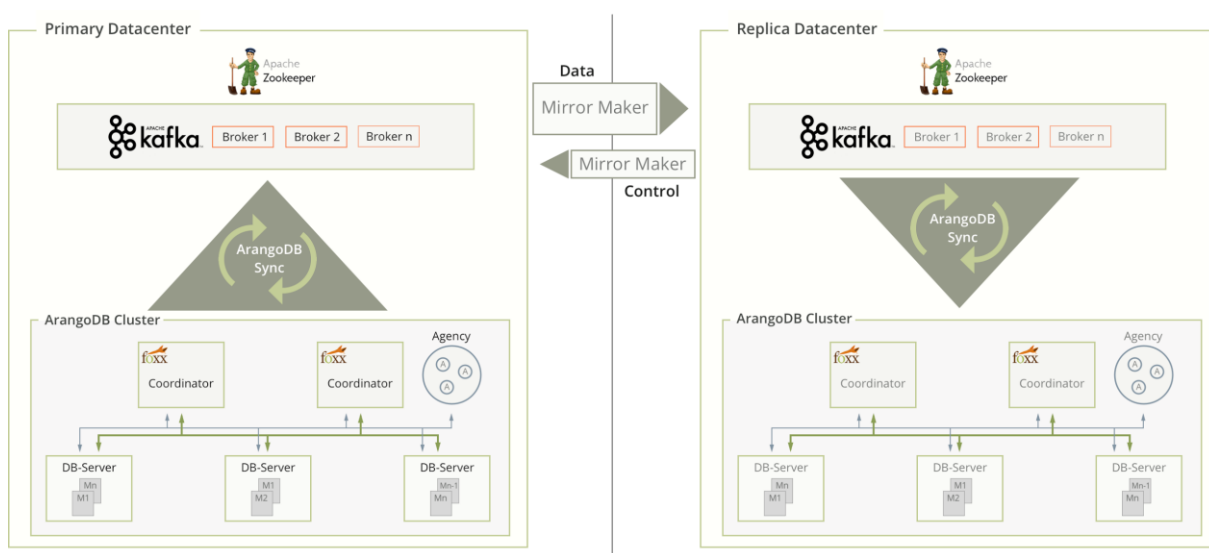 Primary Datacenter
Apache
Zookeeper
APACHE
kafka
Broker 1
Broker 2
Broker n
ArangoDB
Sync
ArangoDB Cluster
foxx
Coordinator
foxx
Coordinator
Agency
A
A
A
DB-Server
Mn
M1
DB-Server
M1
M2
DB-Server
Mn-1
Mn
Data
Mirror Maker
Mirror Maker
Control
Replica Datacenter
Apache
Zookeeper
APACHE
kafka
Broker 1
Broker 2
Broker n
ArangoDB
Sync
ArangoDB Cluster
foxx
Coordinator
foxx
Coordinator
Agency
A
A
A
DB-Server
Mn
M1
DB-Server
M1
M2
DB-Server
Mn-1
Mn